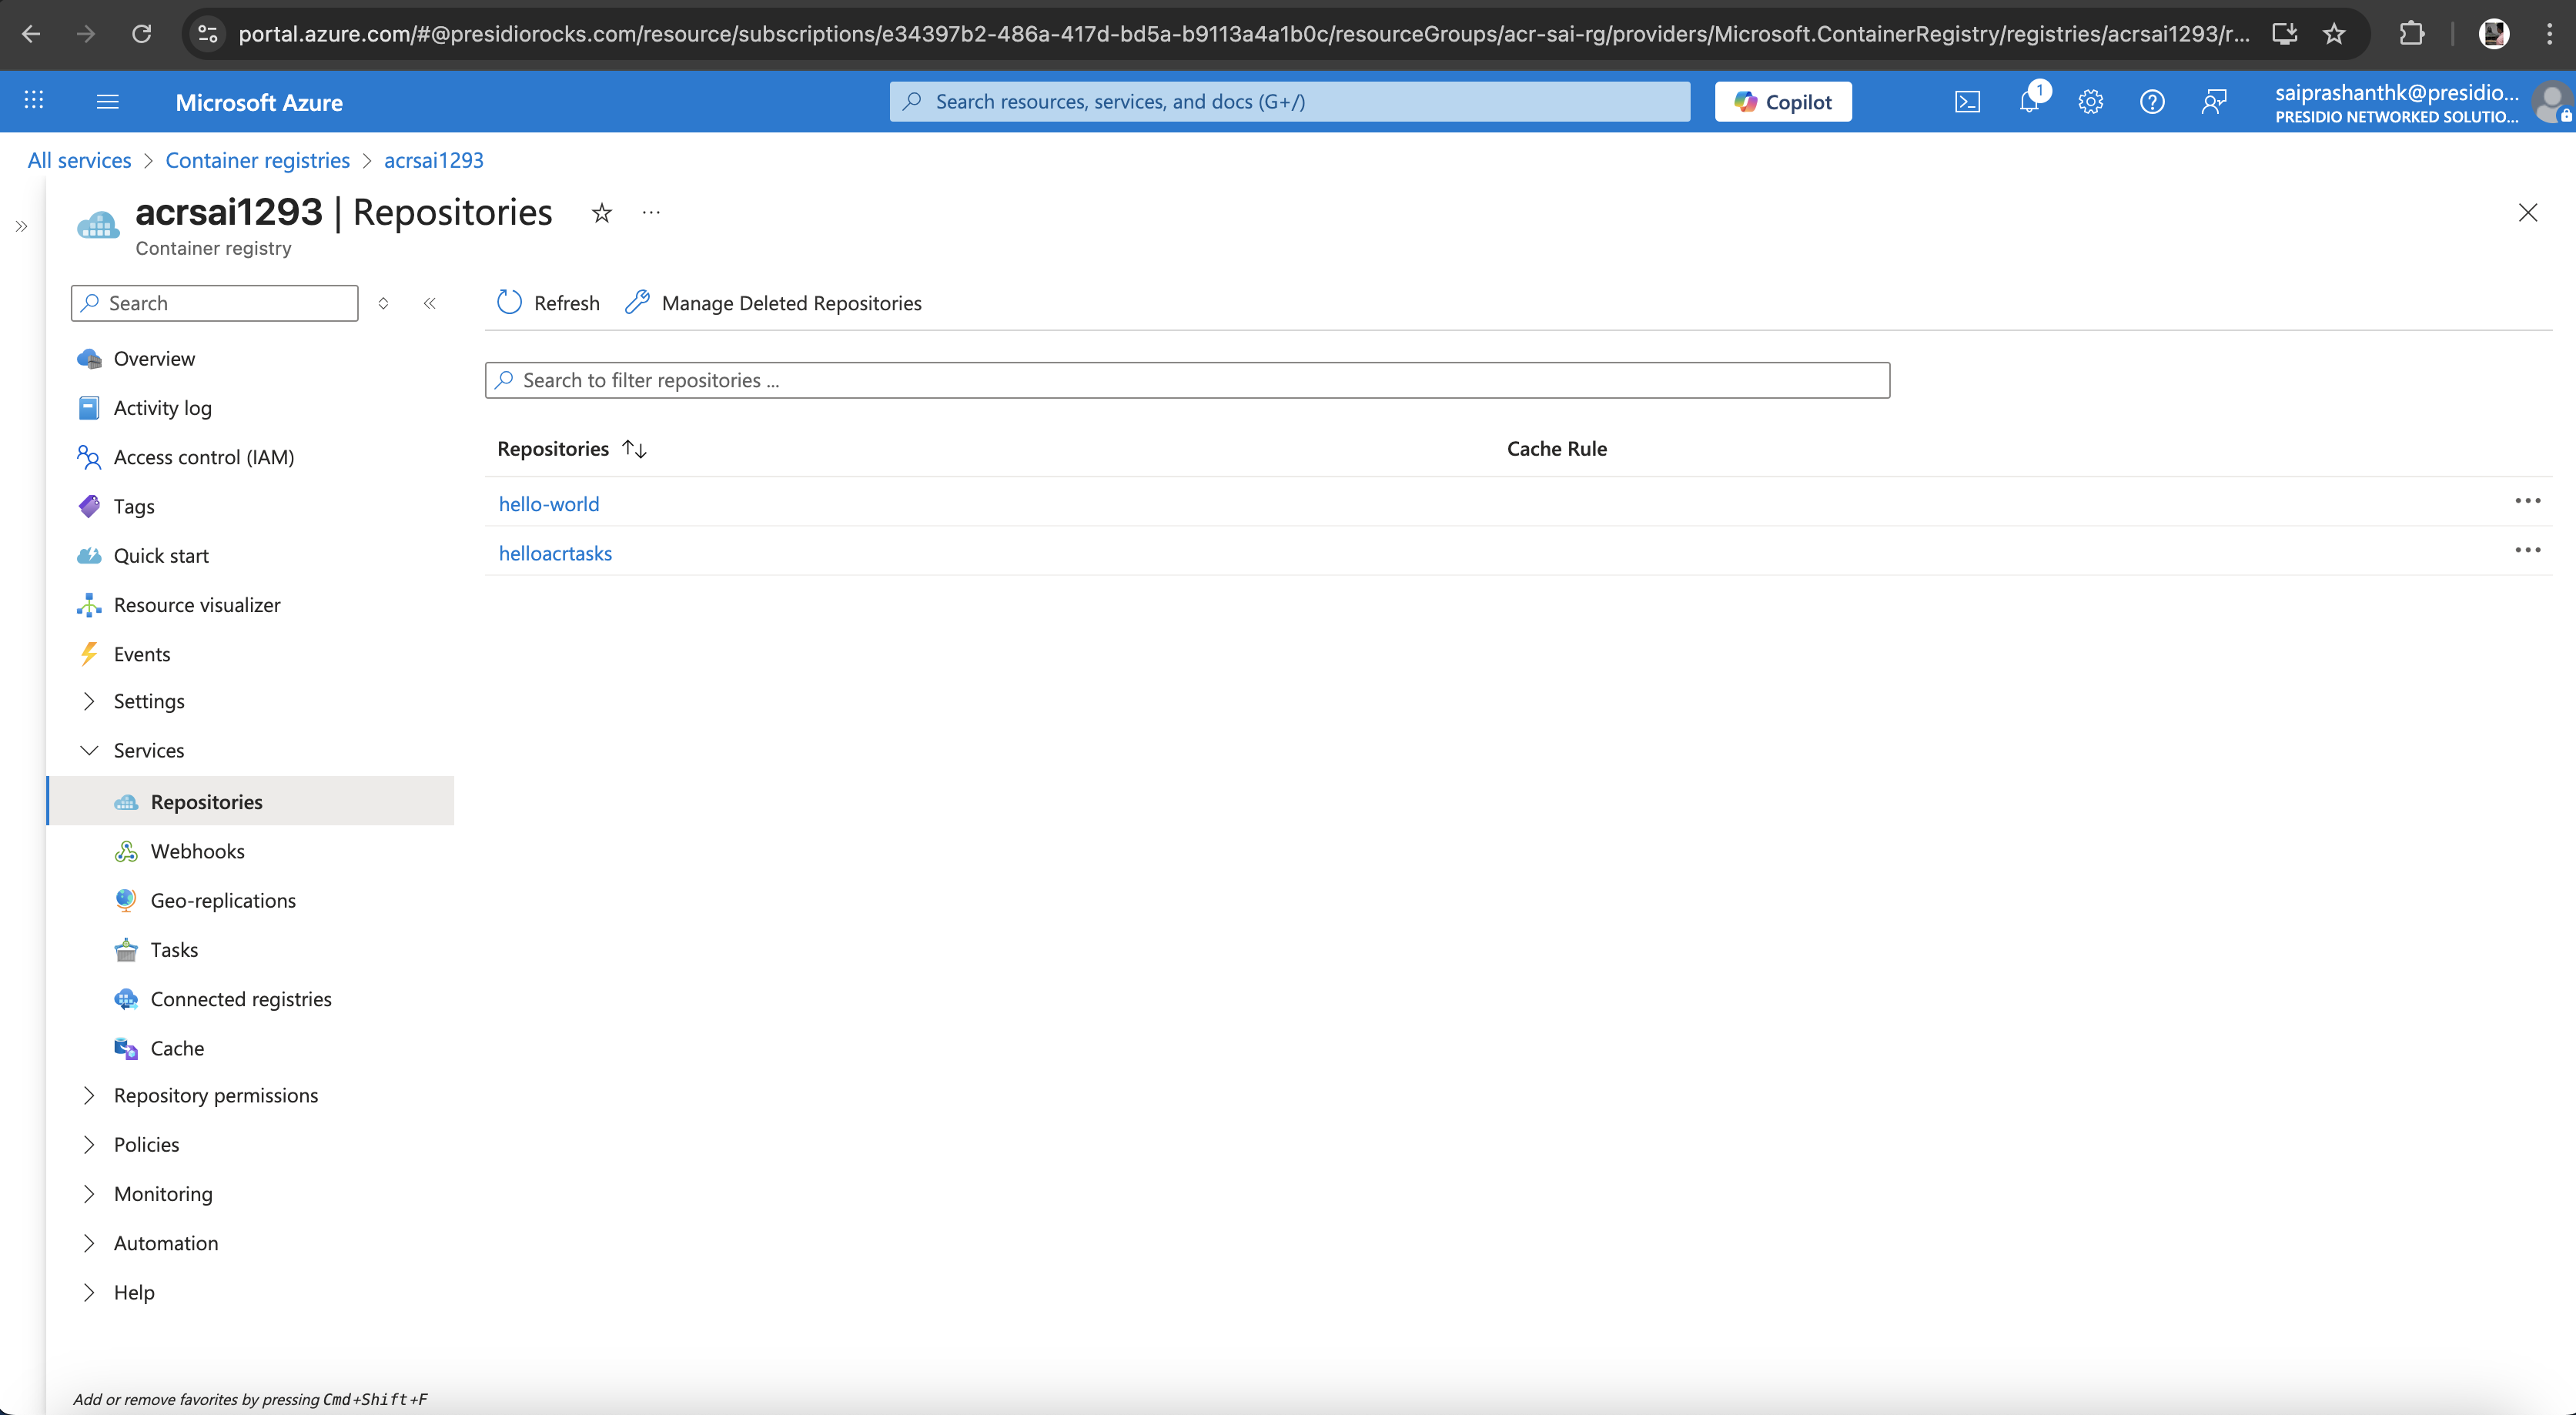 portal.azure.com/#@presidiorocks.com/resource/subscriptions/e34397b2-486a-417d-bd5a-b9113a4a1b0c/resourceGroups/acr-sai-rg/providers/Microsoft.ContainerRegistry/registries/acrsai1293/r...
Microsoft Azure
Search resources, services, and docs (G+/)
Copilot
1
saiprashanthk@presidio...
PRESIDIO NETWORKED SOLUTIO...
All services > Container registries > acrsai1293
acrsai1293 | Repositories
Container registry
Search
Refresh
Manage Deleted Repositories
Overview
Activity log
Access control (IAM)
Tags
Quick start
Resource visualizer
Events
Settings
Services
Repositories
Webhooks
Geo-replications
Tasks
Connected registries
Cache
Repository permissions
Policies
Monitoring
Automation
Help
Search to filter repositories ...
Repositories
Cache Rule
hello-world
helloacrtasks
Add or remove favorites by pressing Cmd+Shift+F